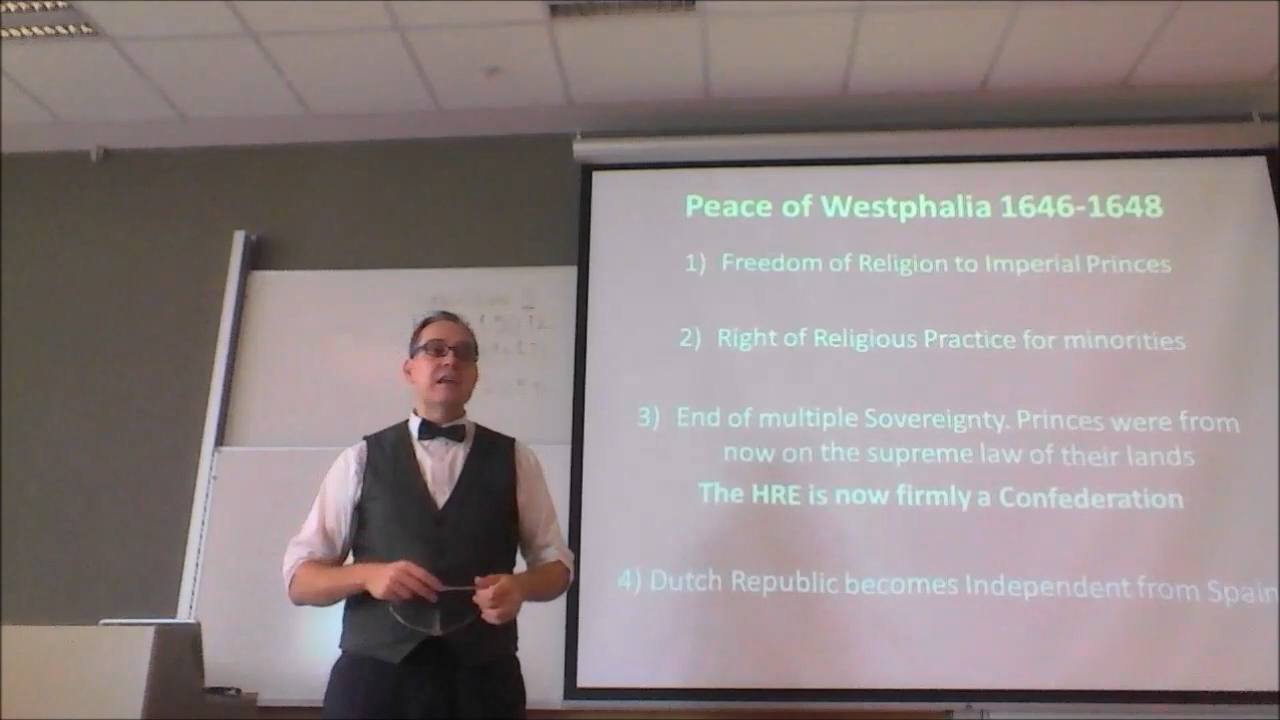 Peace of Westphalia 1646-1648
1) Freedom of Religion to Imperial Princes
2) Right of Religious Practice for minorities
3) End of multiple Sovereignty. Princes were from
now on the supreme law of their lands
The HRE is now firmly a Confederation
4) Dutch Republic becomes Independent from Spain